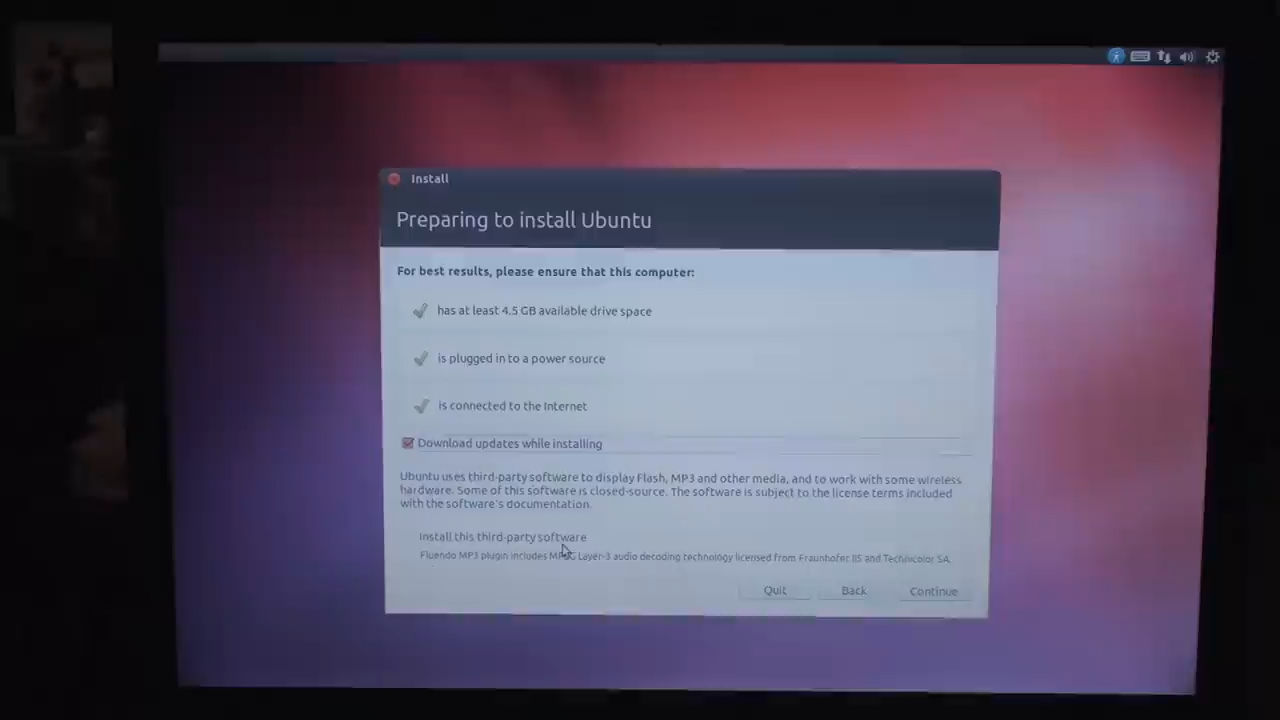 Install
Preparing to install Ubuntu
For best results, please ensure that this computer:
has at least 4.5 GB available drive space
is plugged in to a power source
is connected to the Internet
Download updates while installing
Ubuntu uses third-party software to display Flash, MP3 and other media, and to work with some wireless
hardware. Some of this software is closed-source. The software is subject to the license terms included
with the software's documentation.
Install this third-party software
Fluendo MP3 plugin includes MPEG Layer-3 audio decoding technology licensed from Fraunhofer IIS and Technicolor SA.
Quit Back Continue